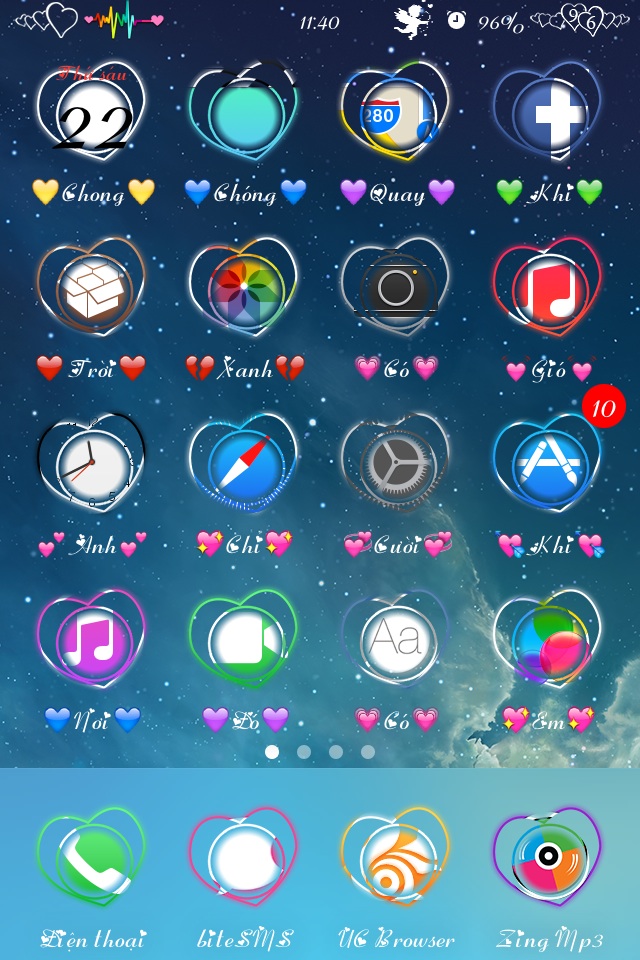 11:40 96% 96
Thứ sáu
22
280
💛Chong💛 💙Chóng💙 💜Quay💜 💚Khi💚
❤️Trời❤️ 💔Xanh💔 💗Có💗 💓Gió💓
10
💕Anh💕 💖Chỉ💖 💞Cười💞 💘Khi💘
Aa
💙Nơi💙 💜Đó💜 💗Có💗 💖Em💖
Điện thoại biteSMS UC Browser Zing Mp3